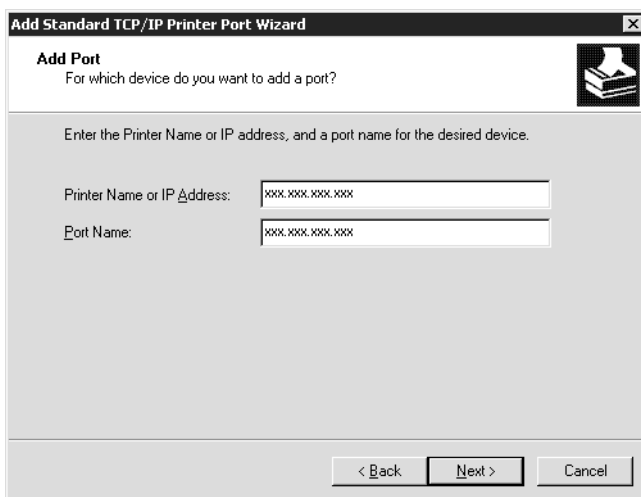 Add Standard TCP/IP Printer Port Wizard
Add Port
For which device do you want to add a port?
Enter the Printer Name or IP address, and a port name for the desired device.
Printer Name or IP Address: xxx.xxx.xxx.xxx
Port Name: xxx.xxx.xxx.xxx
< Back Next > Cancel